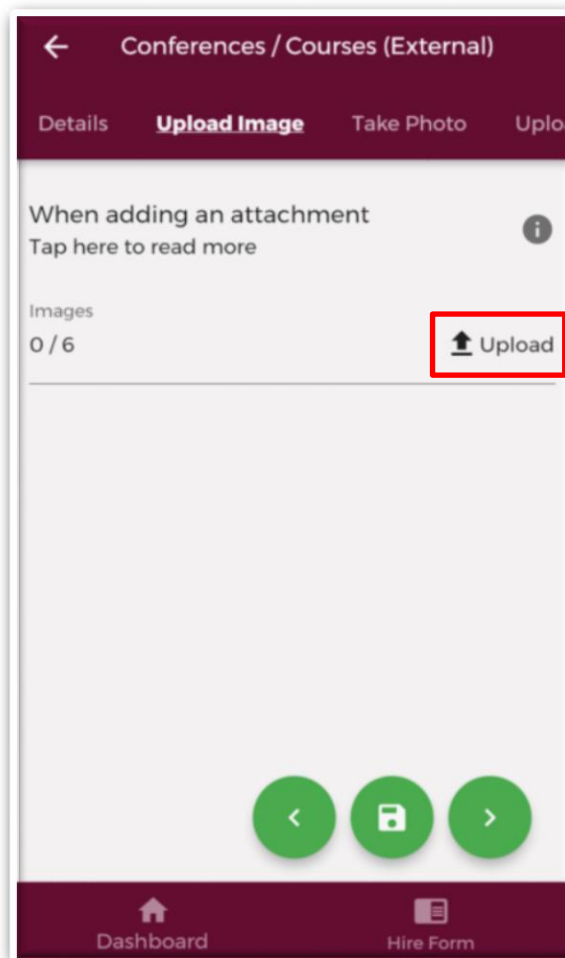 Conferences / Courses (External)
Details Upload Image Take Photo Uplo
When adding an attachment
Tap here to read more
Images
0 / 6
Upload
Dashboard Hire Form